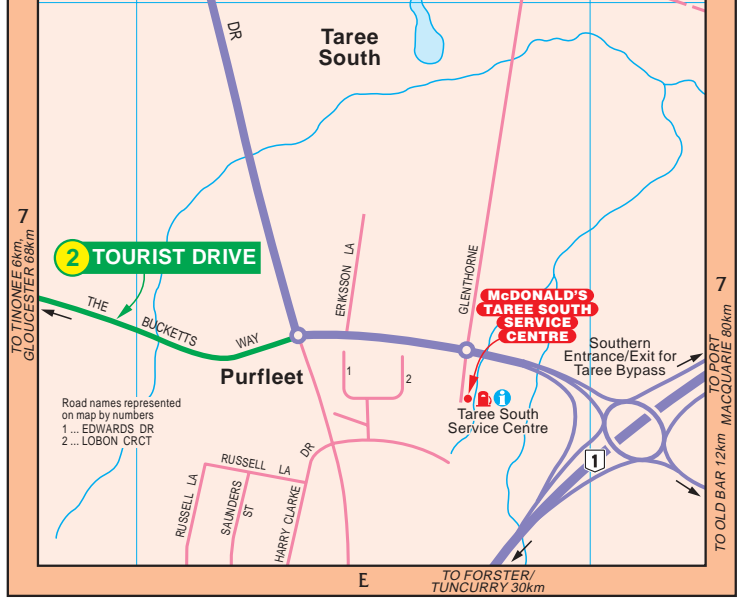 DR
Taree
South
7
TO TINONEE 6km,
GLOUCESTER 68km
2 TOURIST DRIVE
THE
BUCKETTS
WAY
ERIKSSON LA
GLENTHORNE
McDONALD'S
TAREE SOUTH
SERVICE
CENTRE
7
Southern
Entrance/Exit for
Taree Bypass
TO PORT
MACQUARIE 80km
Purfleet
1
2
Taree South
Service Centre
Road names represented
on map by numbers
1 ... EDWARDS DR
2 ... LOBON CRCT
1
TO OLD BAR 12km
RUSSELL LA
RUSSELL LA
SAUNDERS
ST
HARRY CLARKE
DR
E
TO FORSTER/
TUNCURRY 30km